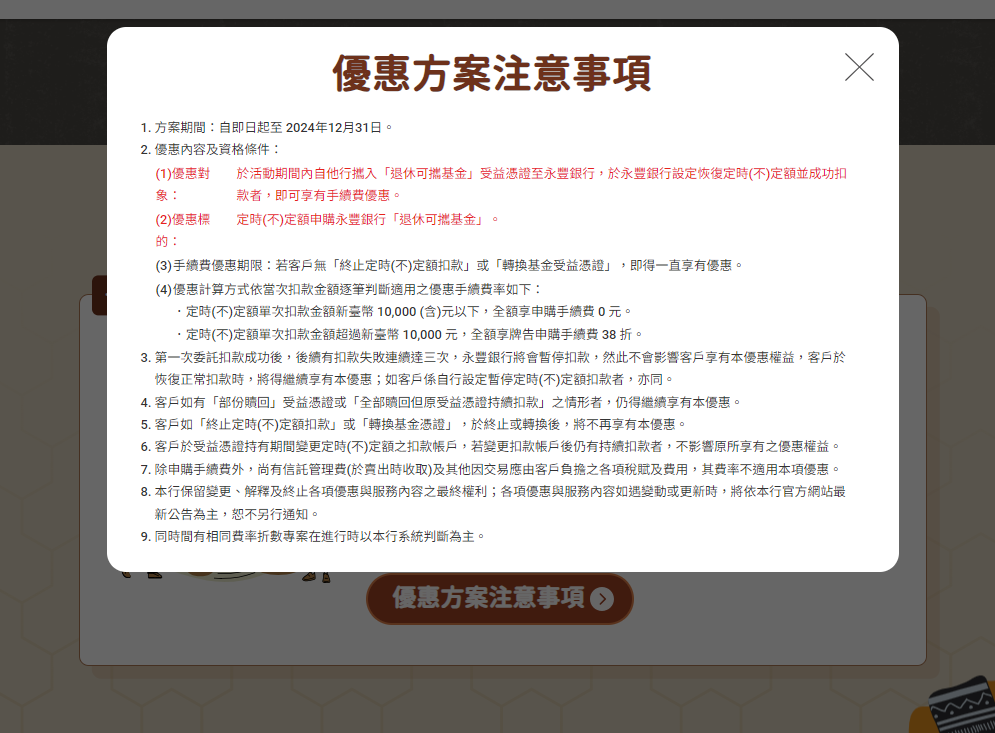 優惠方案注意事項
1. 方案期間：自即日起至 2024年12月31日。
2. 優惠內容及資格條件：
(1)優惠對象： 於活動期間內自他行攜入「退休可攜基金」受益憑證至永豐銀行，於永豐銀行設定恢復定時(不)定額並成功扣
款者，即可享有手續費優惠。
(2)優惠標的： 定時(不)定額申購永豐銀行「退休可攜基金」。
(3)手續費優惠期限：若客戶無「終止定時(不)定額扣款」或「轉換基金受益憑證」，即得一直享有優惠。
(4)優惠計算方式依當次扣款金額逐筆判斷適用之優惠手續費率如下：
・定時(不)定額單次扣款金額新臺幣 10,000 (含)元以下，全額享申購手續費 0 元。
・定時(不)定額單次扣款金額超過新臺幣 10,000 元，全額享牌告申購手續費 38 折。
3. 第一次委託扣款成功後，後續有扣款失敗連續達三次，永豐銀行將會暫停扣款，然此不會影響客戶享有本優惠權益，客戶於
恢復正常扣款時，將得繼續享有本優惠；如客戶係自行設定暫停定時(不)定額扣款者，亦同。
4. 客戶如有「部份贖回」受益憑證或「全部贖回但原受益憑證持續扣款」之情形者，仍得繼續享有本優惠。
5. 客戶如「終止定時(不)定額扣款」或「轉換基金憑證」，於終止或轉換後，將不再享有本優惠。
6. 客戶於受益憑證持有期間變更定時(不)定額之扣款帳戶，若變更扣款帳戶後仍有持續扣款者，不影響原所享有之優惠權益。
7. 除申購手續費外，尚有信託管理費(於賣出時收取)及其他因交易應由客戶負擔之各項稅賦及費用，其費率不適用本項優惠。
8. 本行保留變更、解釋及終止各項優惠與服務內容之最終權利；各項優惠與服務內容如遇變動或更新時，將依本行官方網站最
新公告為主，恕不另行通知。
9. 同時間有相同費率折數專案在進行時以本行系統判斷為主。
優惠方案注意事項